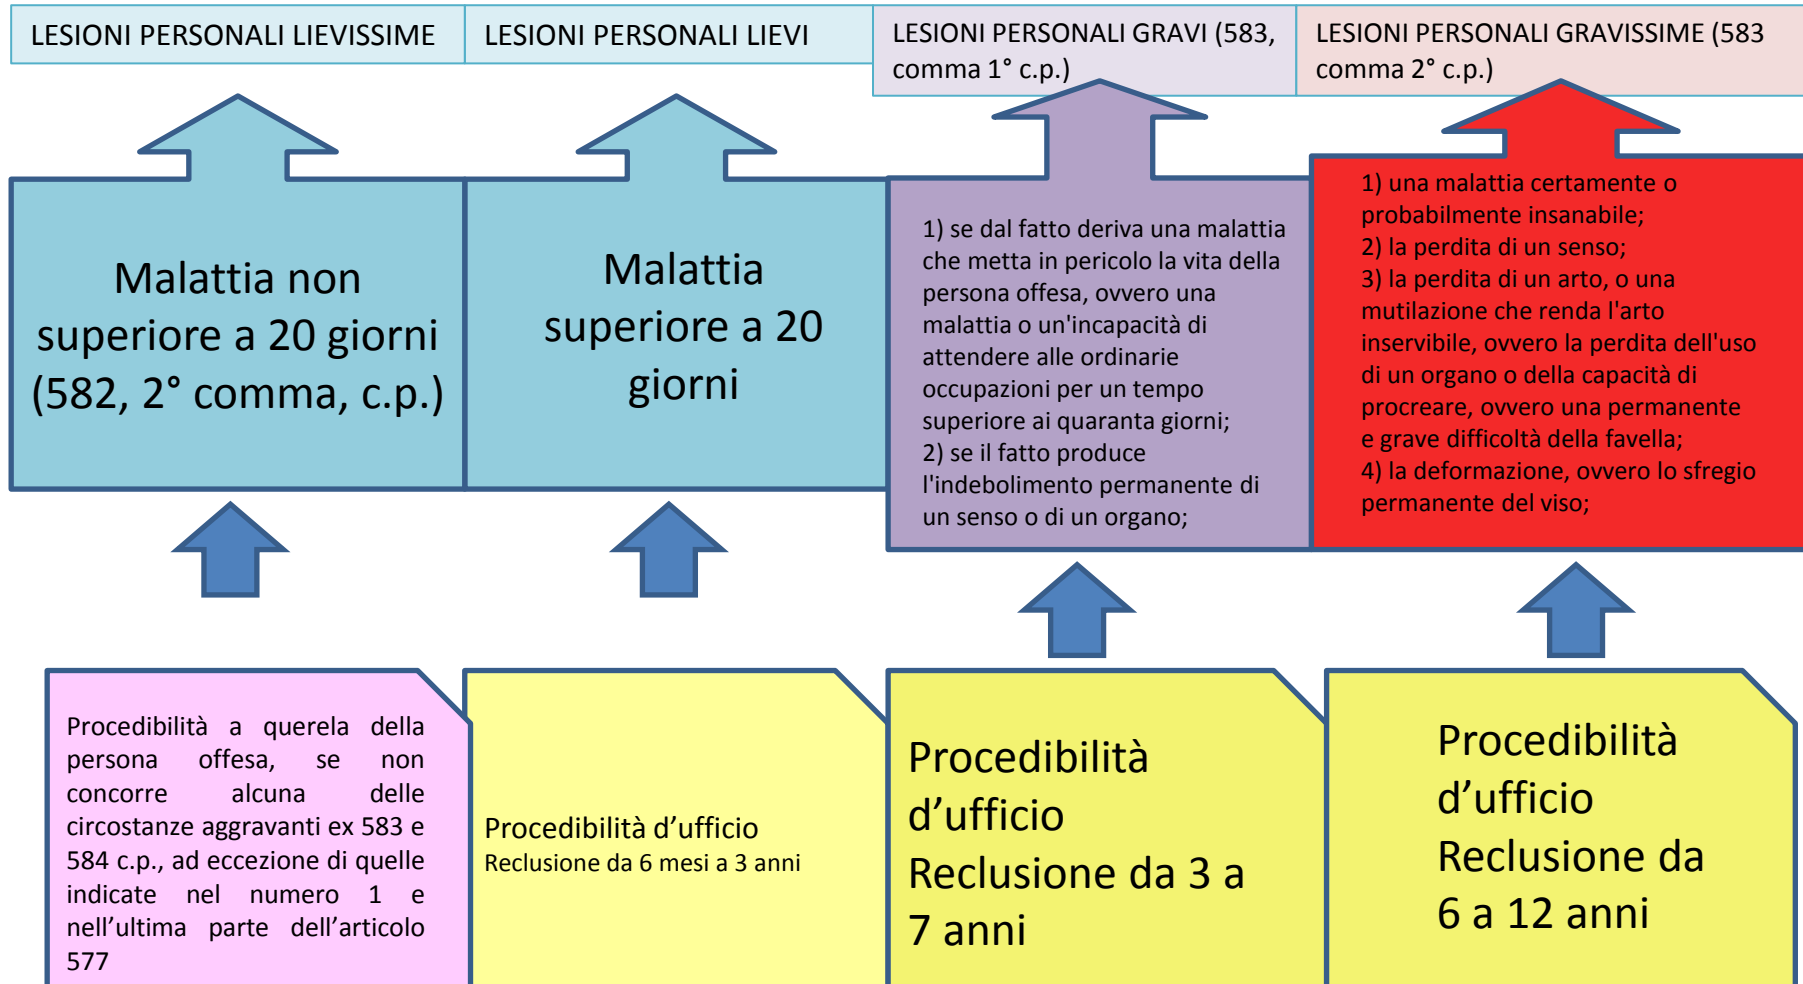 LESIONI PERSONALI LIEVISSIME
LESIONI PERSONALI LIEVI
LESIONI PERSONALI GRAVI (583,
comma 1° c.p.)
LESIONI PERSONALI GRAVISSIME (583
comma 2° c.p.)
Malattia non
superiore a 20 giorni
(582, 2° comma, c.p.)
Malattia
superiore a 20
giorni
1) se dal fatto deriva una malattia
che metta in pericolo la vita della
persona offesa, ovvero una
malattia o un'incapacità di
attendere alle ordinarie
occupazioni per un tempo
superiore ai quaranta giorni;
2) se il fatto produce
l'indebolimento permanente di
un senso o di un organo;
1) una malattia certamente o
probabilmente insanabile;
2) la perdita di un senso;
3) la perdita di un arto, o una
mutilazione che renda l'arto
inservibile, ovvero la perdita dell'uso
di un organo o della capacità di
procreare, ovvero una permanente
e grave difficoltà della favella;
4) la deformazione, ovvero lo sfregio
permanente del viso;
Procedibilità a querela della
persona offesa, se non
concorre alcuna delle
circostanze aggravanti ex 583 e
584 c.p., ad eccezione di quelle
indicate nel numero 1 e
nell’ultima parte dell’articolo
577
Procedibilità d’ufficio
Reclusione da 6 mesi a 3 anni
Procedibilità
d’ufficio
Reclusione da 3 a
7 anni
Procedibilità
d’ufficio
Reclusione da
6 a 12 anni